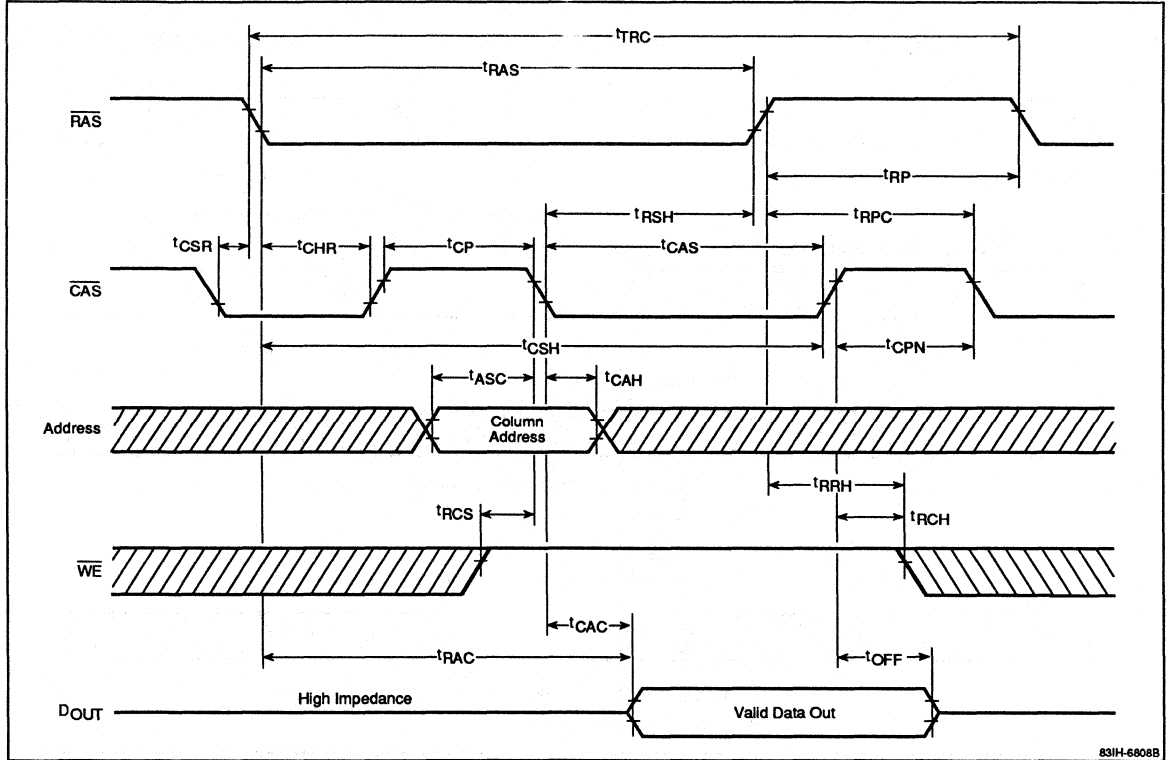 tTRC
tRAS
RAS
tRP
tRSH
tRPC
tCSR
tCHR
tCP
tCAS
CAS
tCSH
tCPN
tASC
tCAH
Address
Column
Address
tRRH
tRCS
tRCH
WE
tCAC
tRAC
tOFF
High Impedance
DOUT
Valid Data Out
83IH-6808B